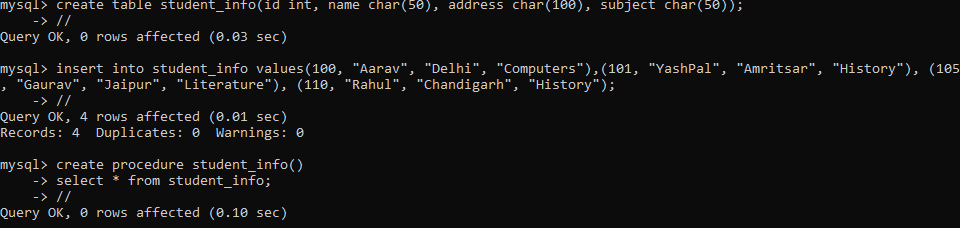 mysql> create table student_info(id int, name char(50), address char(100), subject char(50));
    -> //
Query OK, 0 rows affected (0.03 sec)
mysql> insert into student_info values(100, "Aarav", "Delhi", "Computers"),(101, "YashPal", "Amritsar", "History"), (105
, "Gaurav", "Jaipur", "Literature"), (110, "Rahul", "Chandigarh", "History");
    -> //
Query OK, 4 rows affected (0.01 sec)
Records: 4  Duplicates: 0  Warnings: 0
mysql> create procedure student_info()
    -> select * from student_info;
    -> //
Query OK, 0 rows affected (0.10 sec)